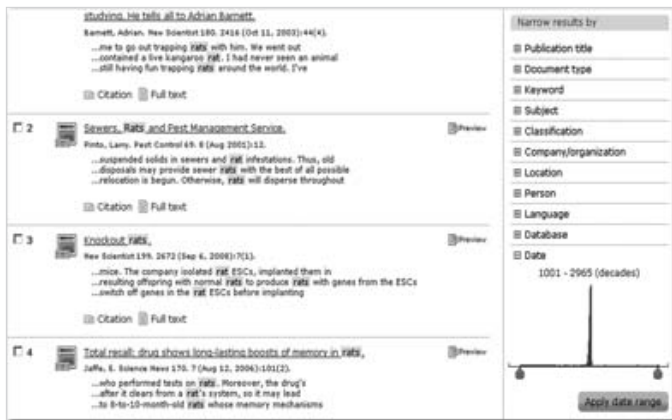 studying. He tells all to Adrian Barnett.
Barnett, Adrian. New Scientist 180. 2416 (Oct 11, 2003):44(4).
...me to go out trapping rats with him. We went out
...contained a live kangaroo rat. I had never seen an animal
...still having fun trapping rats around the world. I've
Citation Full text
2 Sewers, Rats and Pest Management Service. Preview
Pinto, Larry. Pest Control 69. 8 (Aug 2001):12.
...suspended solids in sewers and rat infestations. Thus, old
...disposals may provide sewer rats with the best of all possible
...relocation is begun. Otherwise, rats will disperse throughout
Citation Full text
3 Knockout rats. Preview
New Scientist 199. 2672 (Sep 6, 2008):7(1).
...mice. The company isolated rat ESCs, implanted them in
...resulting offspring with normal rats to produce rats with genes from the ESCs
...switch off genes in the rat ESCs before implanting
Citation Full text
4 Total recall: drug shows long-lasting boosts of memory in rats. Preview
Jaffe, E. Science News 170. 7 (Aug 12, 2006):101(2).
...who performed tests on rats. Moreover, the drug's
...after it clears from a rat's system, so it may lead
...to 8-to-10-month-old rats whose memory mechanisms
Narrow results by
Publication title
Document type
Keyword
Subject
Classification
Company/organization
Location
Person
Language
Database
Date
1001 - 2965 (decades)
Apply date range